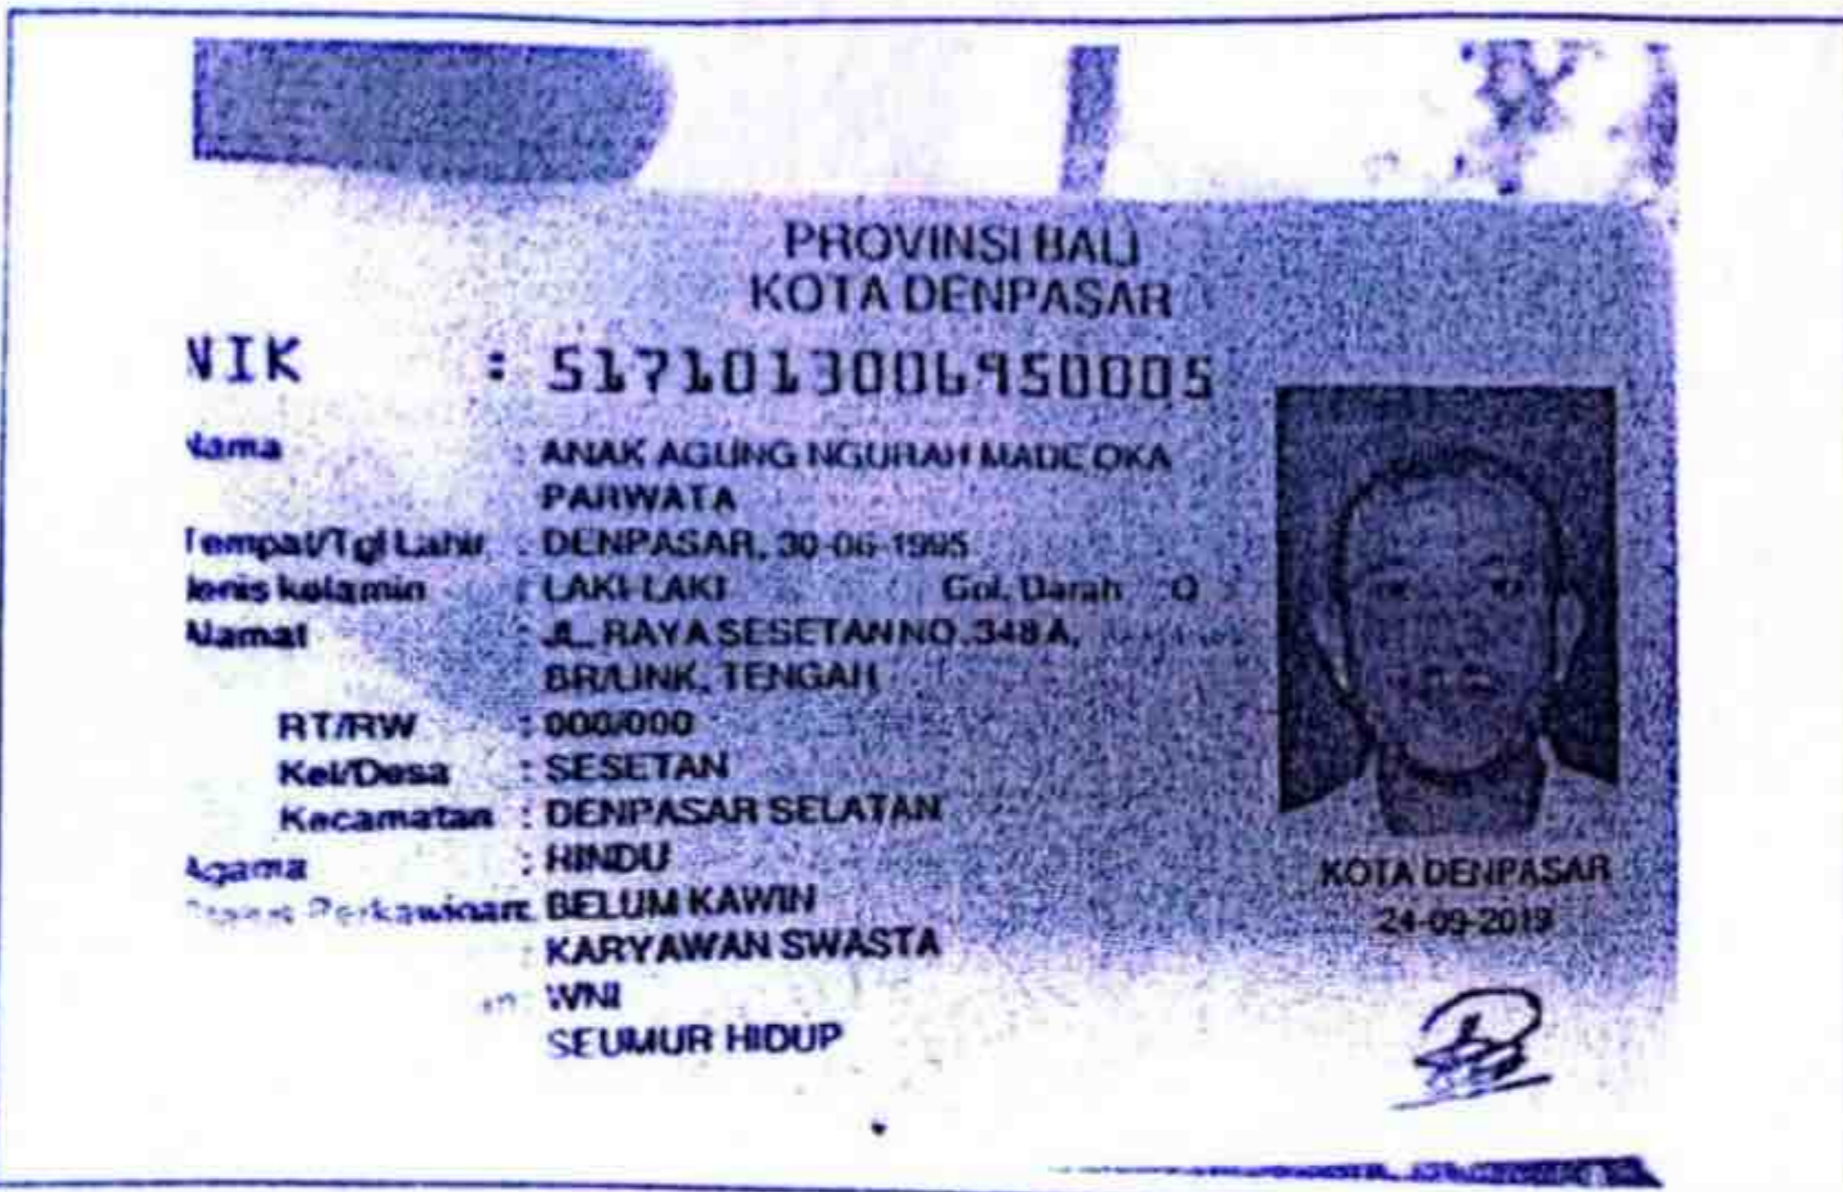 PROVINSI BALI
KOTA DENPASAR
NIK : 5171013006950005
Nama : ANAK AGUNG NGURAH MADE OKA
PARWATA
Tempat/Tgl Lahir : DENPASAR, 30-06-1995
Jenis kelamin : LAKI-LAKI Gol. Darah : O
Alamat : JL. RAYA SESETAN NO. 348 A,
BR/LINK. TENGAH
RT/RW : 000/000
Kel/Desa : SESETAN
Kecamatan : DENPASAR SELATAN
Agama : HINDU
Status Perkawinan: BELUM KAWIN
: KARYAWAN SWASTA
: WNI
SEUMUR HIDUP
KOTA DENPASAR
24-09-2019